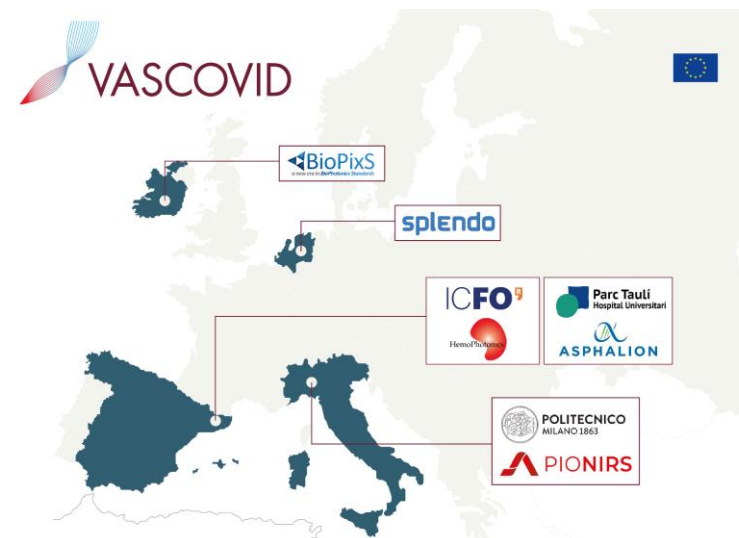 VASCOVID
BioPixS
a new era in BioPhotonics Standards
splendo
ICFO
HemoPhotonics
Parc Taulí
Hospital Universitari
ASPHALION
POLITECNICO
MILANO 1863
PIONIRS